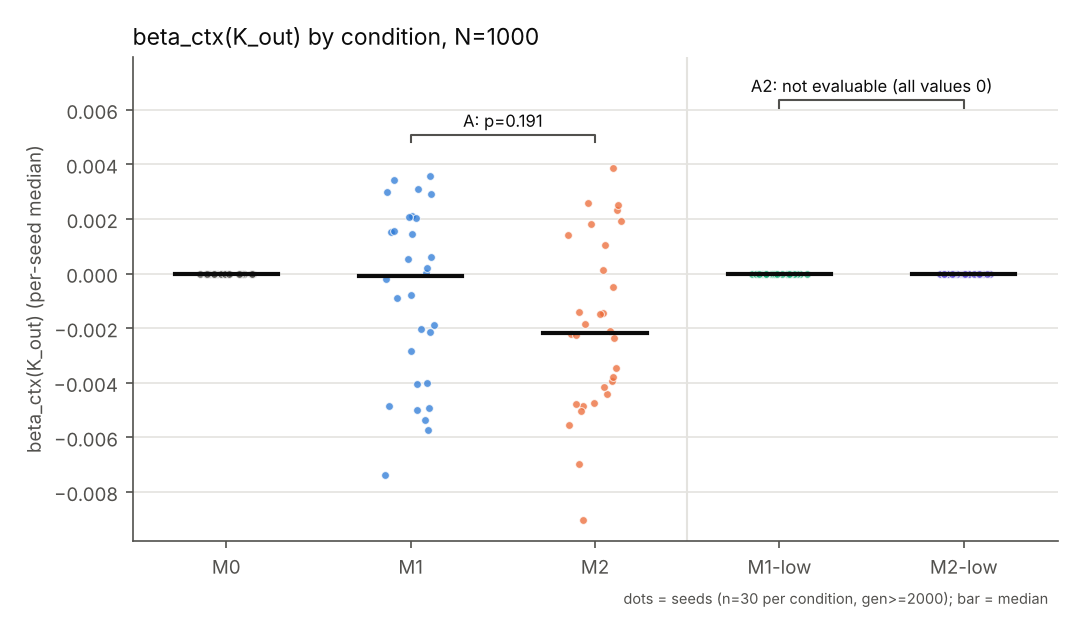 beta_ctx(K_out) by condition, N=1000
A2: not evaluable (all values 0)
A: p=0.191
beta_ctx(K_out) (per-seed median)
0.006
0.004
0.002
0.000
−0.002
−0.004
−0.006
−0.008
M0 M1 M2 M1-low M2-low
dots = seeds (n=30 per condition, gen>=2000); bar = median